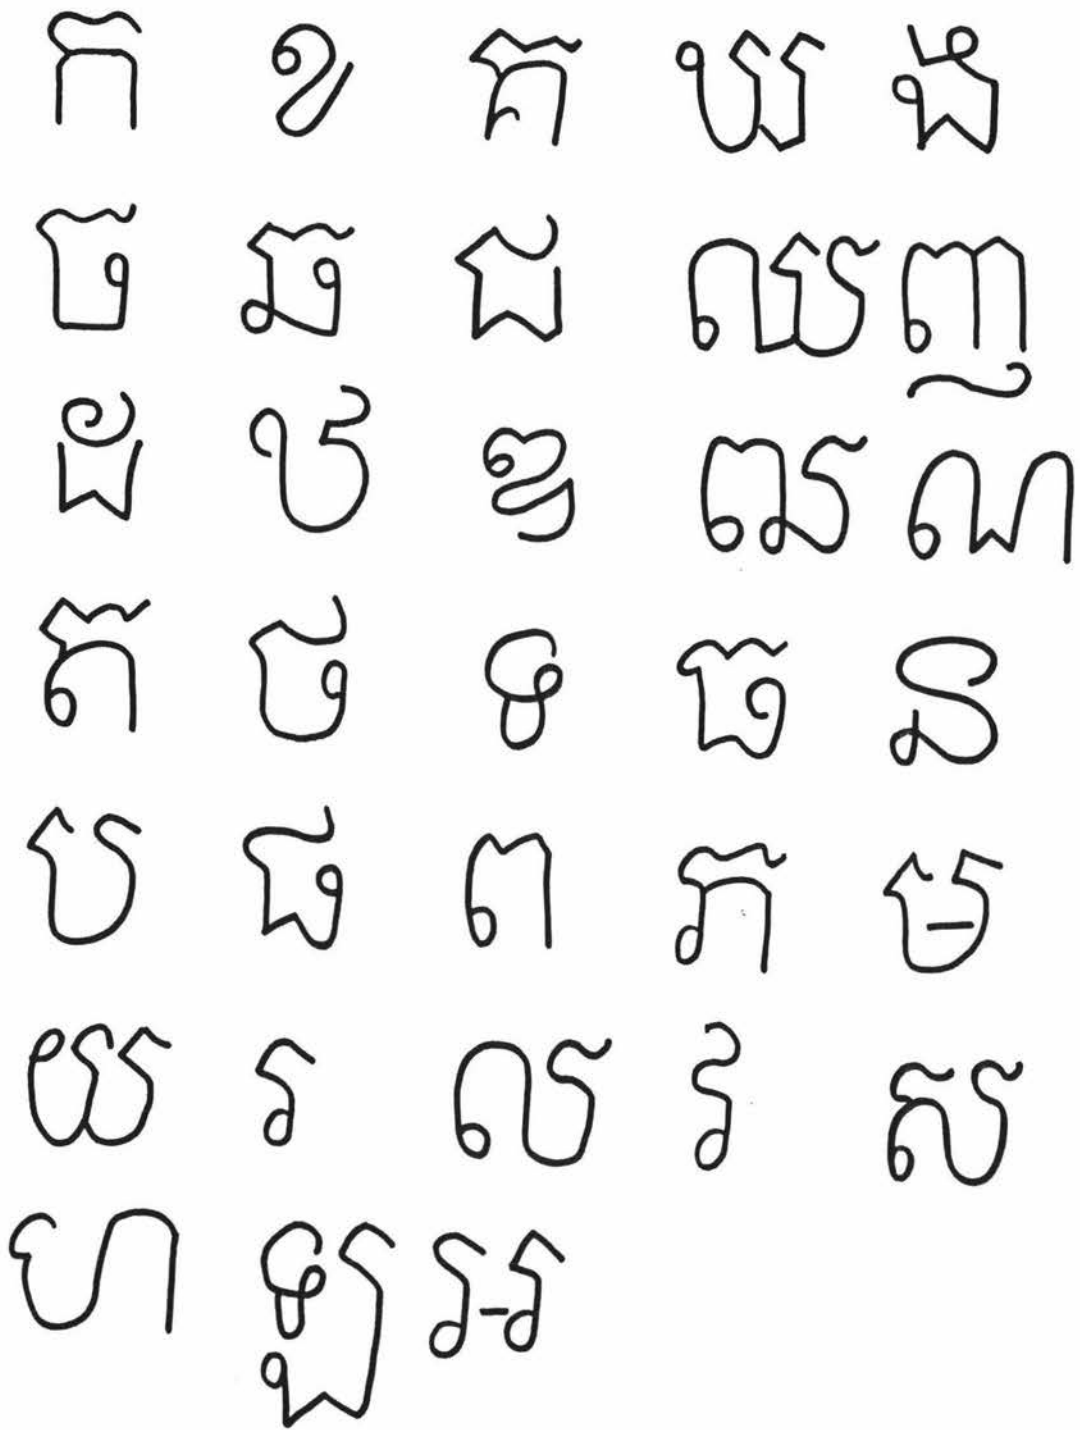 ក ខ គ ឃ ង
ច ឆ ជ ឈ ញ
ដ ឋ ឌ ឍ ណ
ត ថ ទ ធ ន
ប ផ ព ភ ម
យ រ ល វ ស
ហ ឡ អ